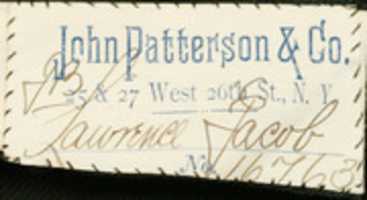 John Patterson & Co.
25 & 27 West 26th St., N. Y.
Lawrence Jacob
No. 16763